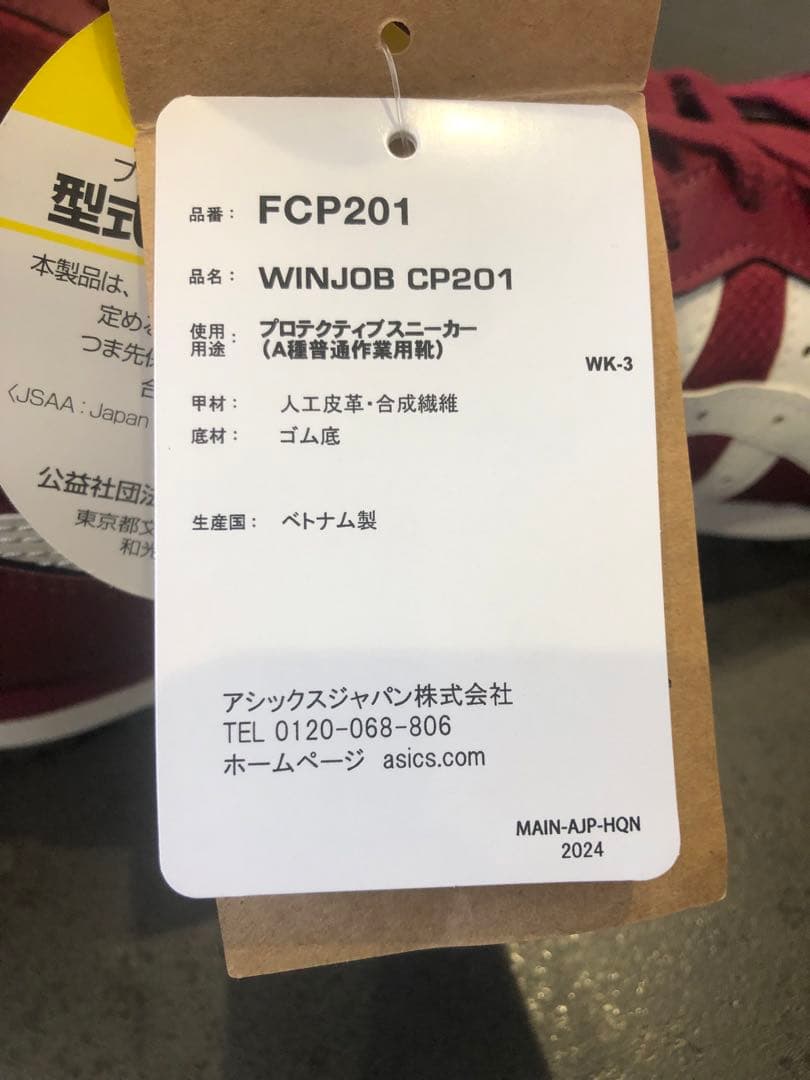 品番： FCP201
品名： WINJOB CP201
使用用途： プロテクティブスニーカー
（A種普通作業用靴）
WK-3
甲材： 人工皮革・合成繊維
底材： ゴム底
生産国： ベトナム製
アシックスジャパン株式会社
TEL 0120-068-806
ホームページ asics.com
MAIN-AJP-HQN
2024
プ
型式
本製品は、
定める
つま先保
合
〈JSAA : Japan
公益社団法
東京都文
和光